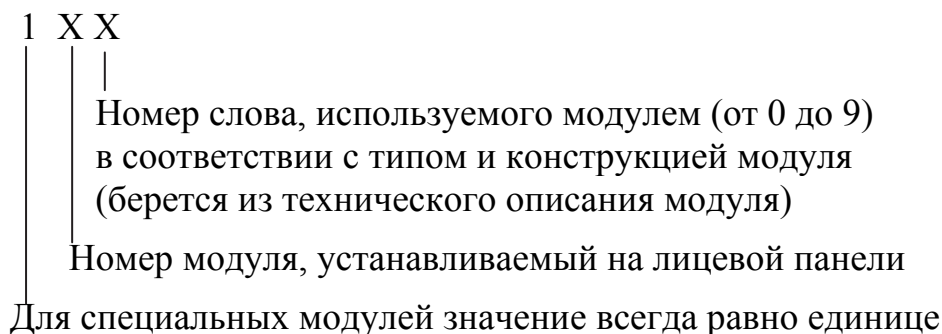 1 X X
Номер слова, используемого модулем (от 0 до 9)
в соответствии с типом и конструкцией модуля
(берется из технического описания модуля)
Номер модуля, устанавливаемый на лицевой панели
Для специальных модулей значение всегда равно единице